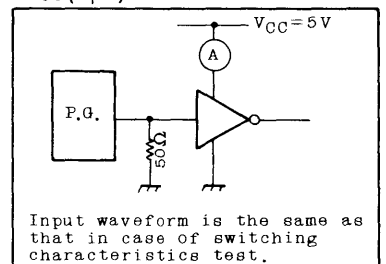 VCC=5V
A
P.G.
50Ω
Input waveform is the same as
that in case of switching
characteristics test.